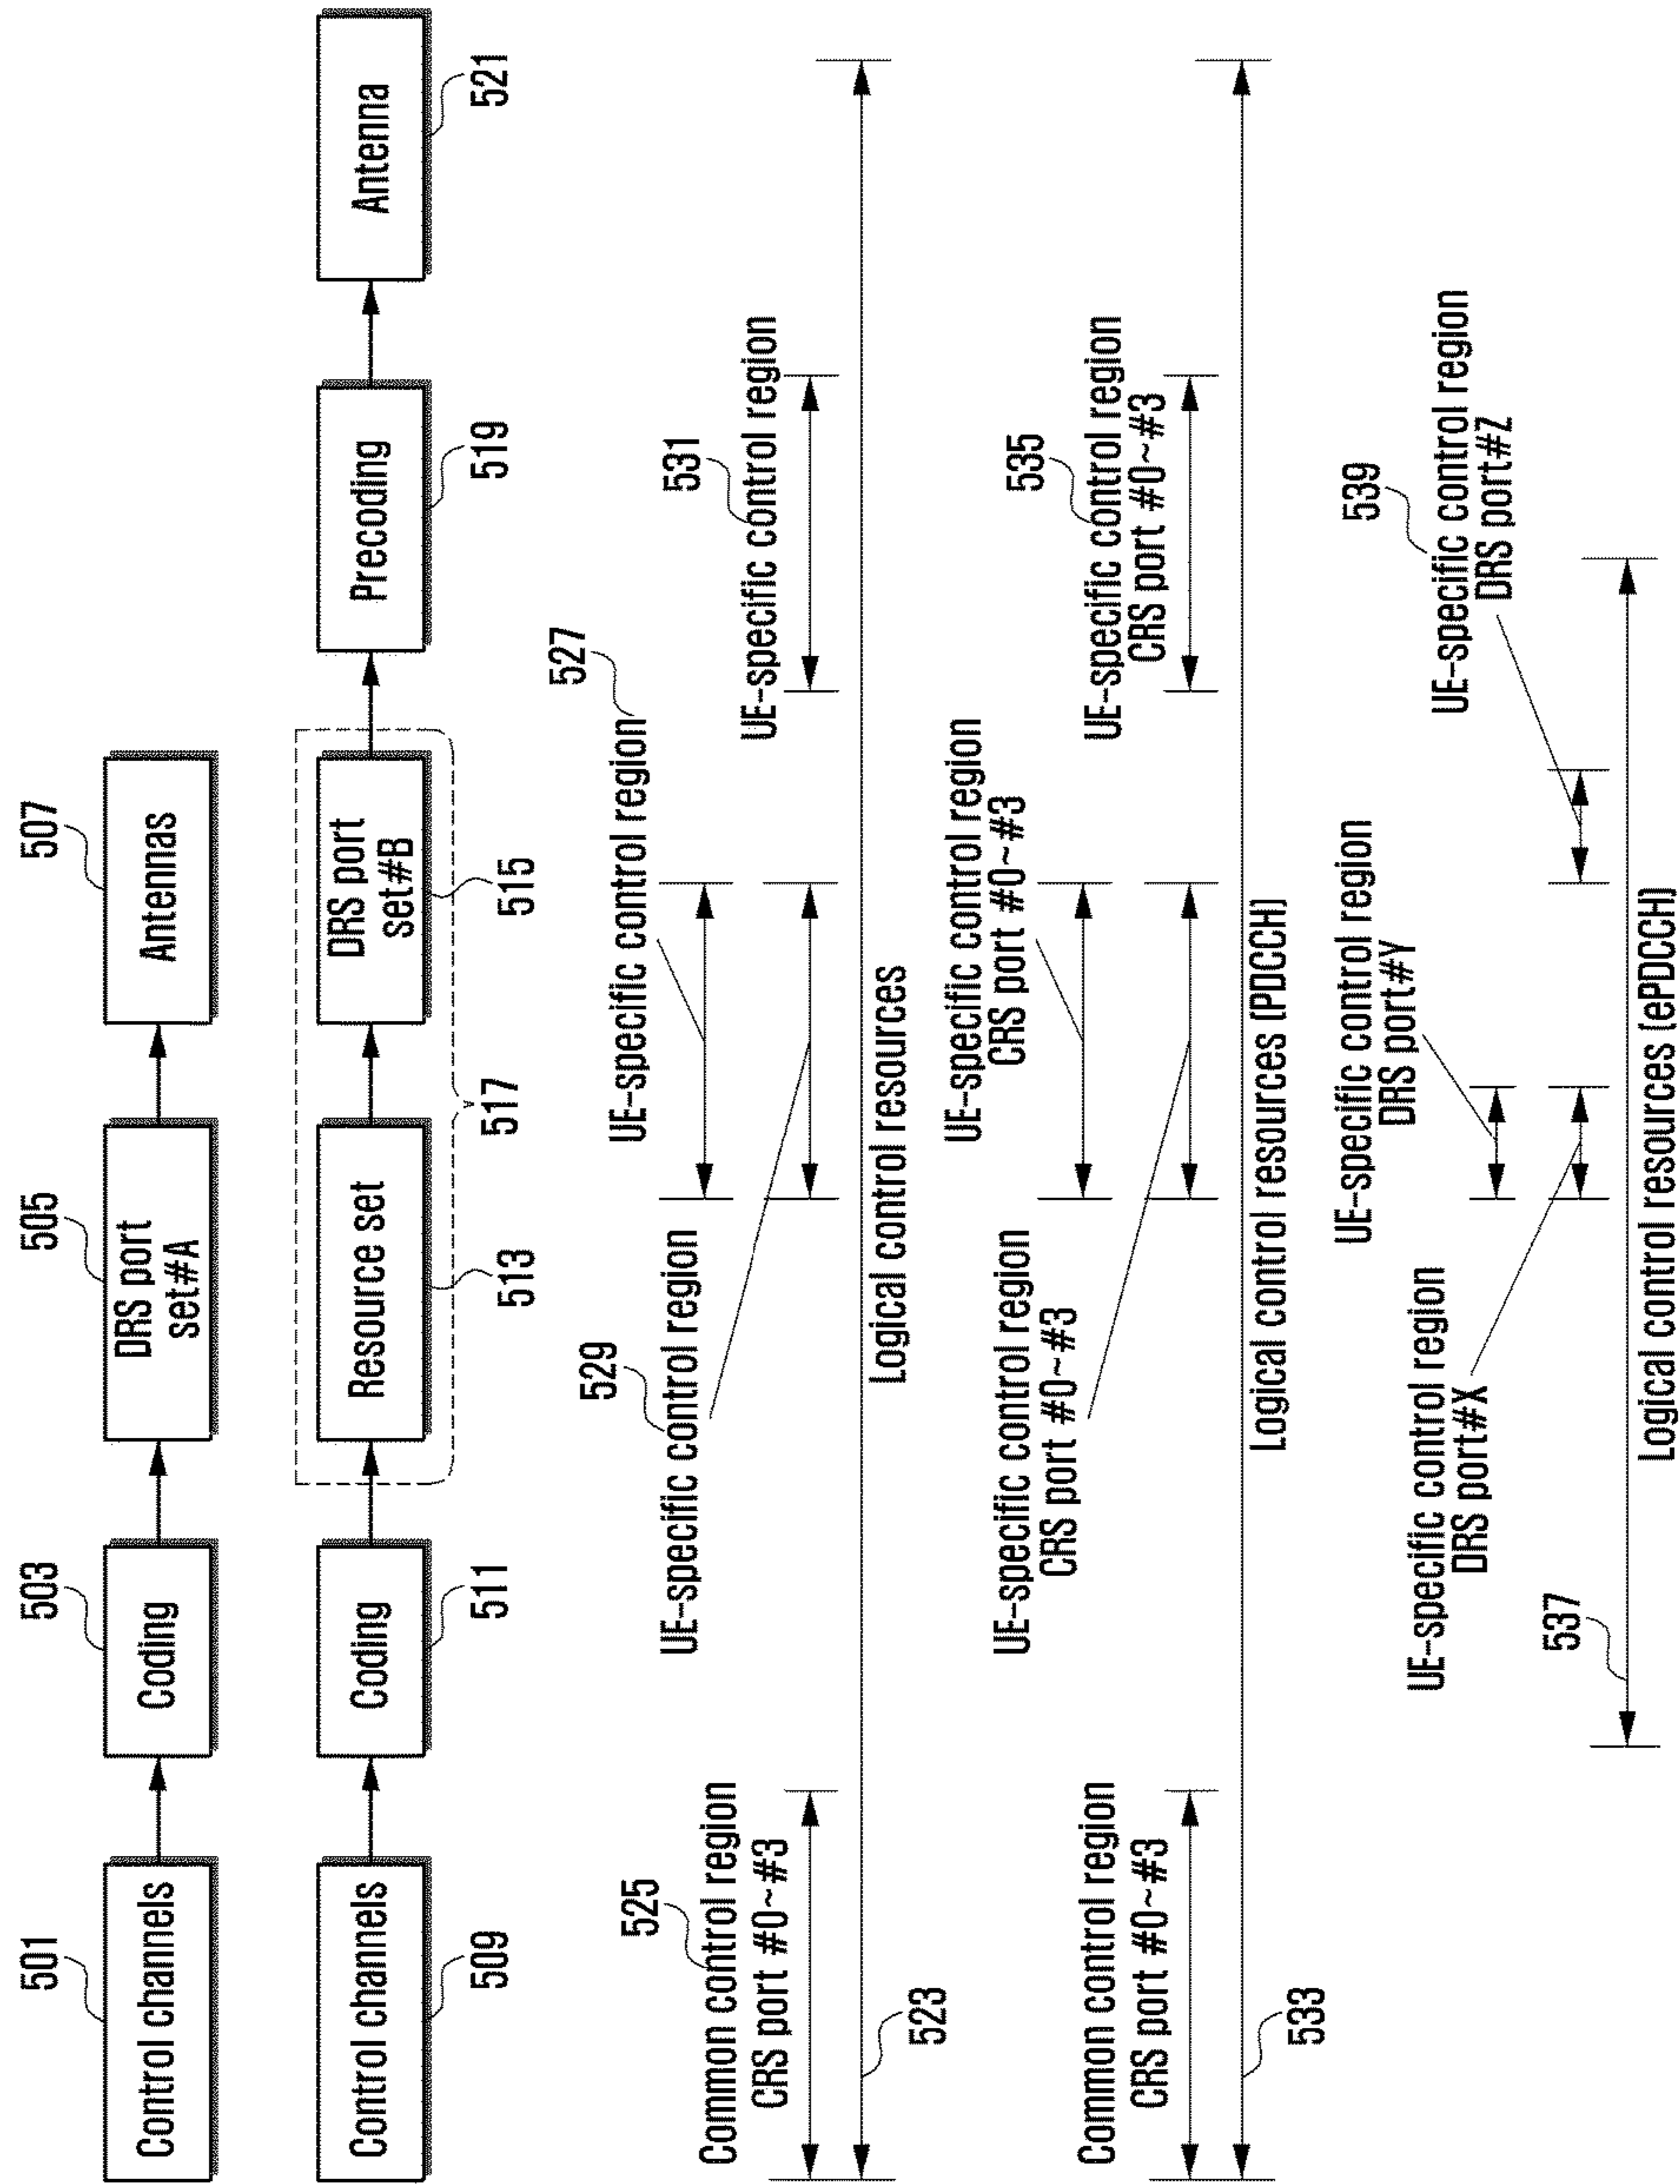 501
503
505
507
Control channels
Coding
DRS port
set#A
Antennas
Control channels
Coding
Resource set
DRS port
set#B
Precoding
Antenna
509
511
513
517
515
519
521
525
529
527
531
Common control region
CRS port #0~#3
UE-specific control region
UE-specific control region
UE-specific control region
523
Logical control resources
Common control region
CRS port #0~#3
UE-specific control region
CRS port #0~#3
UE-specific control region
CRS port #0~#3
535
UE-specific control region
CRS port #0~#3
533
Logical control resources (PDCCH)
UE-specific control region
DRS port#X
UE-specific control region
DRS port#Y
539
UE-specific control region
DRS port#Z
537
Logical control resources (ePDCCH)